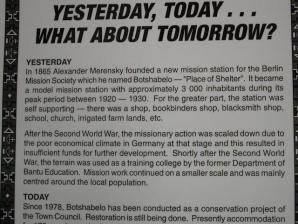 YESTERDAY, TODAY . . .
WHAT ABOUT TOMORROW?
YESTERDAY
In 1865 Alexander Merensky founded a new mission station for the Berlin
Mission Society which he named Botshabelo — "Place of Shelter". It became
a model mission station with approximately 3 000 inhabitants during its
peak period between 1920 — 1930. For the greater part, the station was
self supporting — there was a shop, bookbinders shop, blacksmith shop,
school, church, irrigated farm lands, etc.
After the Second World War, the missionary action was scaled down due to
the poor economical climate in Germany at that stage and this resulted in
insufficient funds for further development. Shortly after the Second World
War, the terrain was used as a training college by the former Department of
Bantu Education. Mission work continued on a smaller scale and was mainly
centred around the local population.
TODAY
Since 1978, Botshabelo has been conducted as a conservation project of
Town Council. Restoration is still being done. Presently accommodation